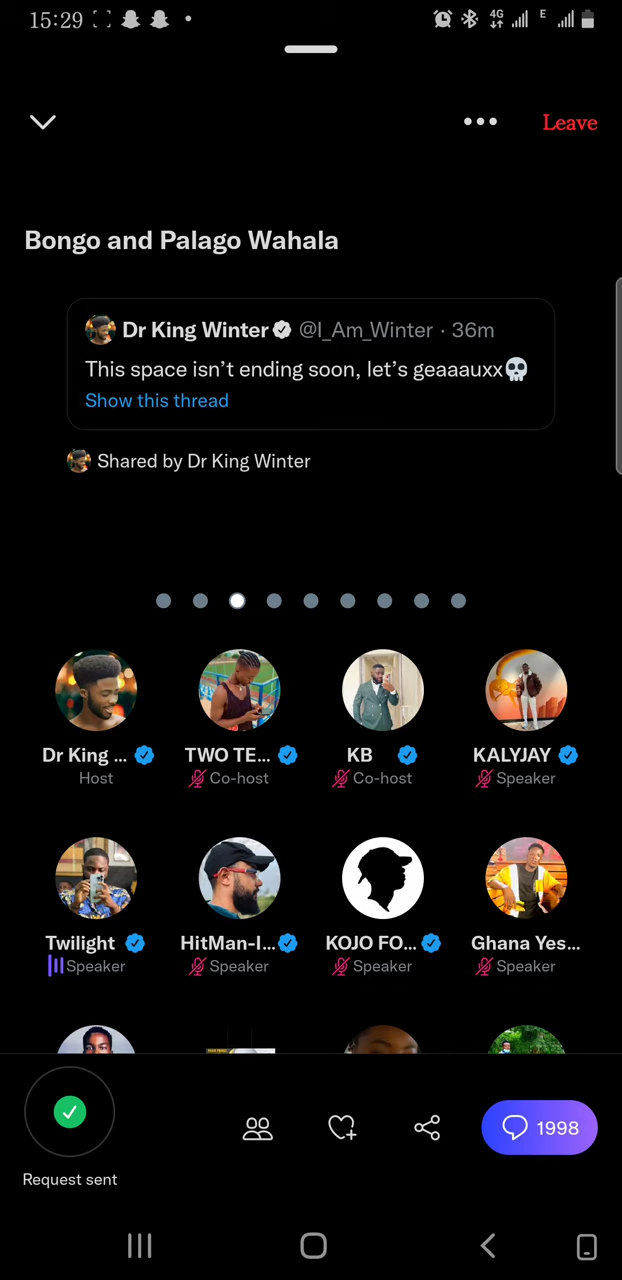 15:29
4G
E
Leave
Bongo and Palago Wahala
Dr King Winter @I_Am_Winter · 36m
This space isn't ending soon, let's geaaauxx💀
Show this thread
Shared by Dr King Winter
Dr King ... TWO TE... KB KALYJAY
Host Co-host Co-host Speaker
Twilight HitMan-I... KOJO FO... Ghana Yes...
Speaker Speaker Speaker Speaker
1998
Request sent